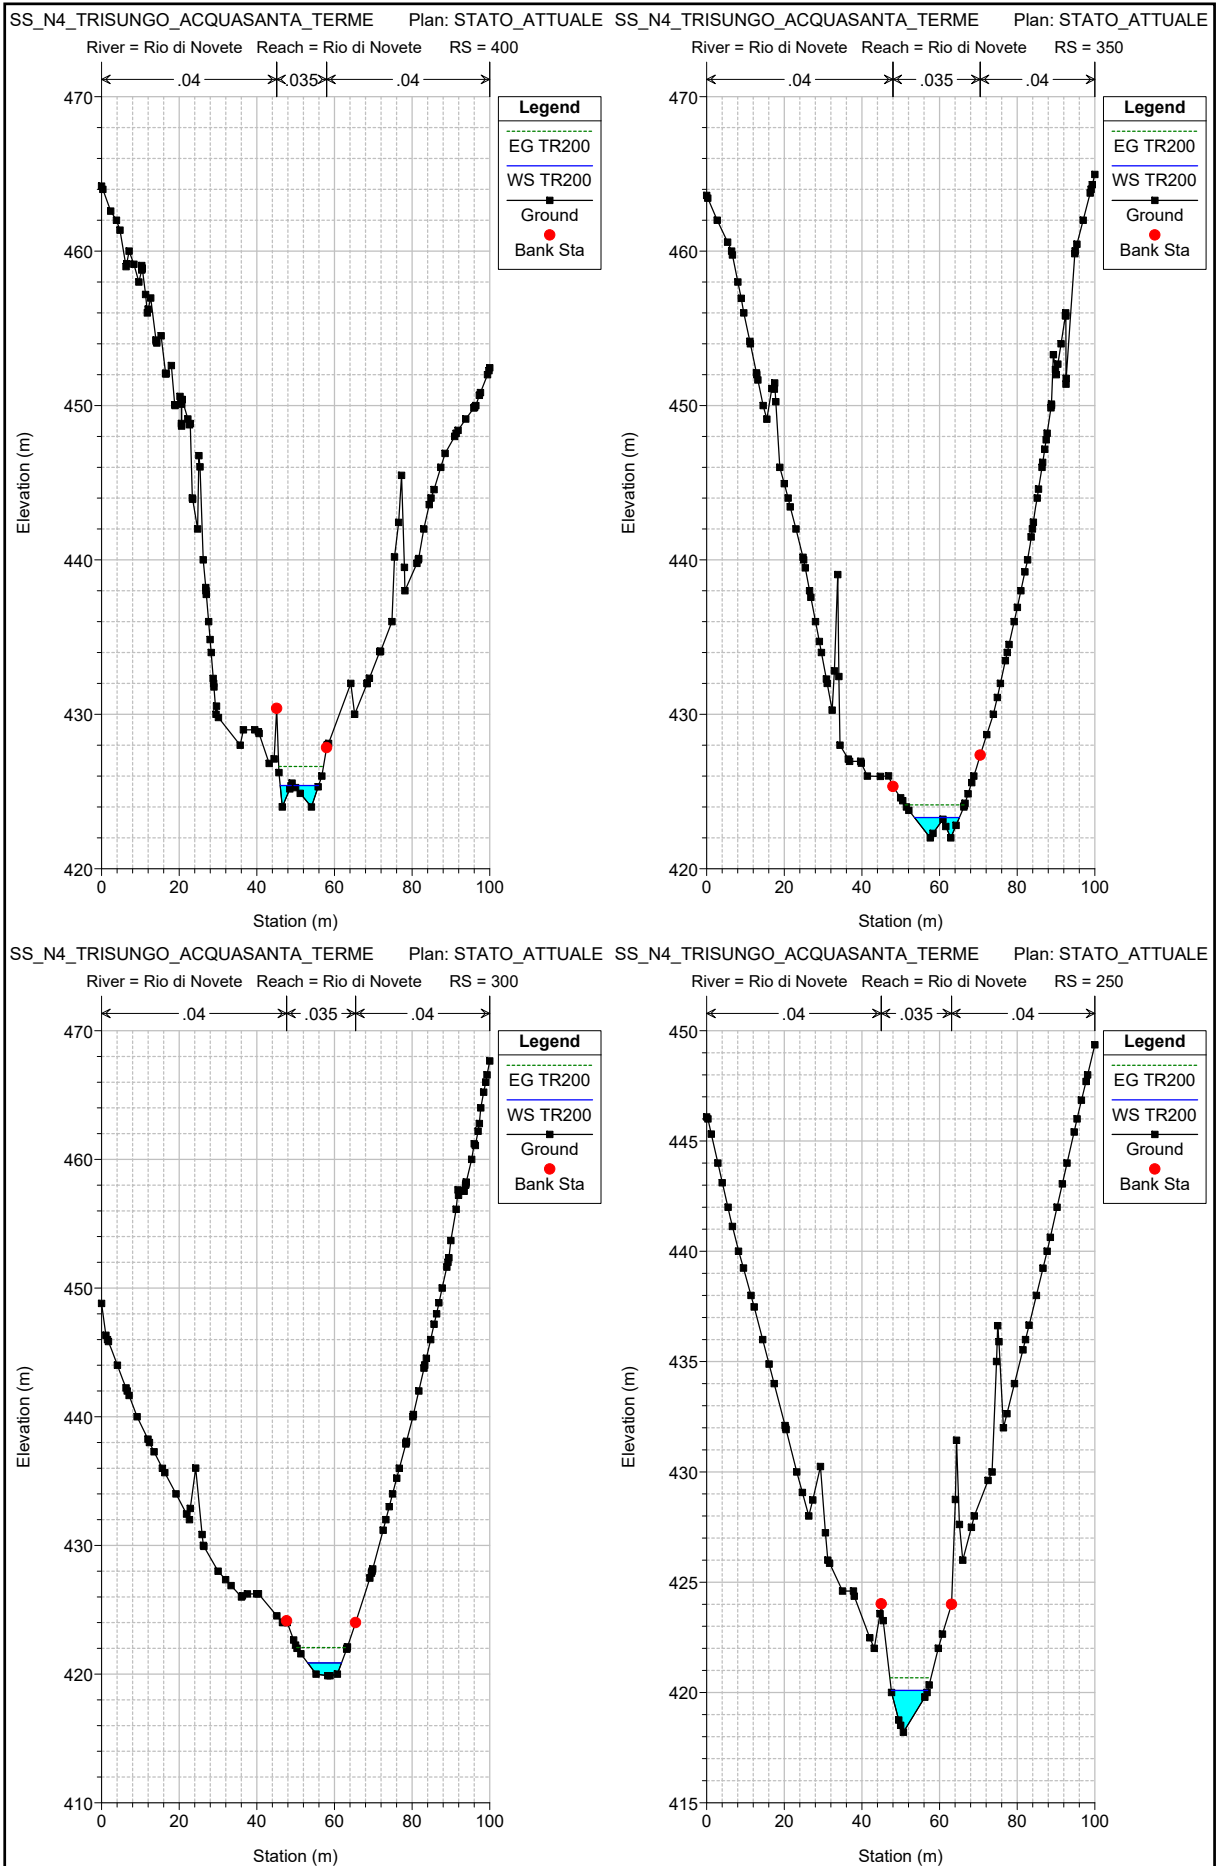 SS_N4_TRISUNGO_ACQUASANTA_TERME Plan: STATO_ATTUALE
River = Rio di Novete Reach = Rio di Novete RS = 400
.04 .035 .04
Legend
EG TR200
WS TR200
Ground
Bank Sta
470
460
450
440
430
420
Elevation (m)
0 20 40 60 80 100
Station (m)
SS_N4_TRISUNGO_ACQUASANTA_TERME Plan: STATO_ATTUALE
River = Rio di Novete Reach = Rio di Novete RS = 350
.04 .035 .04
Legend
EG TR200
WS TR200
Ground
Bank Sta
470
460
450
440
430
420
Elevation (m)
0 20 40 60 80 100
Station (m)
SS_N4_TRISUNGO_ACQUASANTA_TERME Plan: STATO_ATTUALE
River = Rio di Novete Reach = Rio di Novete RS = 300
.04 .035 .04
Legend
EG TR200
WS TR200
Ground
Bank Sta
470
460
450
440
430
420
410
Elevation (m)
0 20 40 60 80 100
Station (m)
SS_N4_TRISUNGO_ACQUASANTA_TERME Plan: STATO_ATTUALE
River = Rio di Novete Reach = Rio di Novete RS = 250
.04 .035 .04
Legend
EG TR200
WS TR200
Ground
Bank Sta
450
445
440
435
430
425
420
415
Elevation (m)
0 20 40 60 80 100
Station (m)